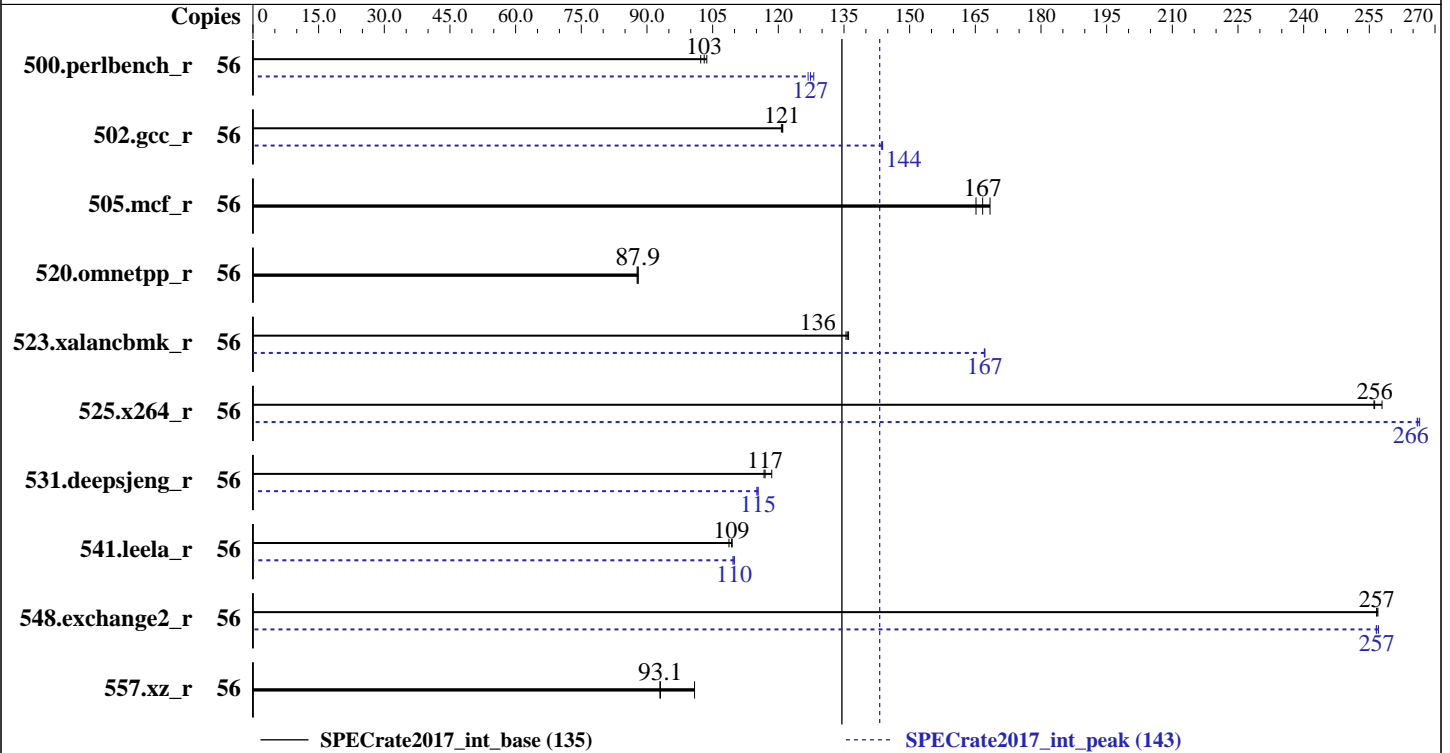 Copies 0 15.0 30.0 45.0 60.0 75.0 90.0 105 120 135 150 165 180 195 210 225 240 255 270
103
500.perlbench_r 56
127
121
502.gcc_r 56
144
167
505.mcf_r 56
87.9
520.omnetpp_r 56
136
523.xalancbmk_r 56
167
256
525.x264_r 56
266
117
531.deepsjeng_r 56
115
109
541.leela_r 56
110
257
548.exchange2_r 56
257
93.1
557.xz_r 56
SPECrate2017_int_base (135) SPECrate2017_int_peak (143)